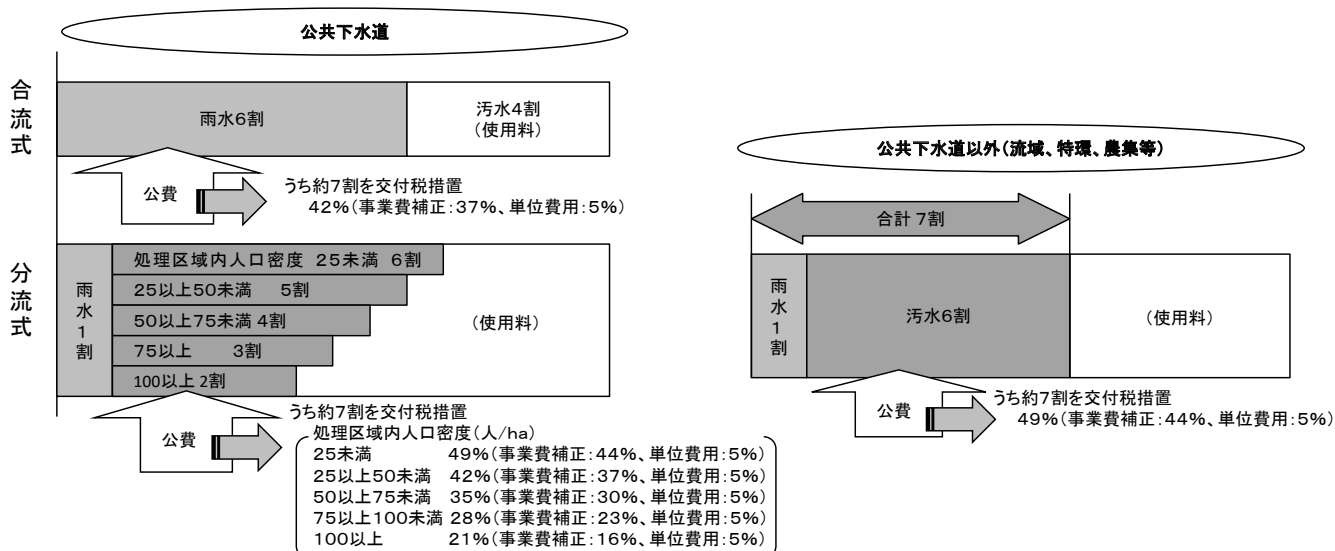 公共下水道
合流式
雨水6割
汚水4割
(使用料)
公費
うち約7割を交付税措置
42%(事業費補正:37%、単位費用:5%)
分流式
雨水1割
処理区域内人口密度 25未満 6割
25以上50未満 5割
50以上75未満 4割
75以上 3割
100以上 2割
(使用料)
公費
うち約7割を交付税措置
処理区域内人口密度(人/ha)
25未満 49%(事業費補正:44%、単位費用:5%)
25以上50未満 42%(事業費補正:37%、単位費用:5%)
50以上75未満 35%(事業費補正:30%、単位費用:5%)
75以上100未満 28%(事業費補正:23%、単位費用:5%)
100以上 21%(事業費補正:16%、単位費用:5%)
公共下水道以外(流域、特環、農集等)
合計 7割
雨水1割
汚水6割
(使用料)
公費
うち約7割を交付税措置
49%(事業費補正:44%、単位費用:5%)